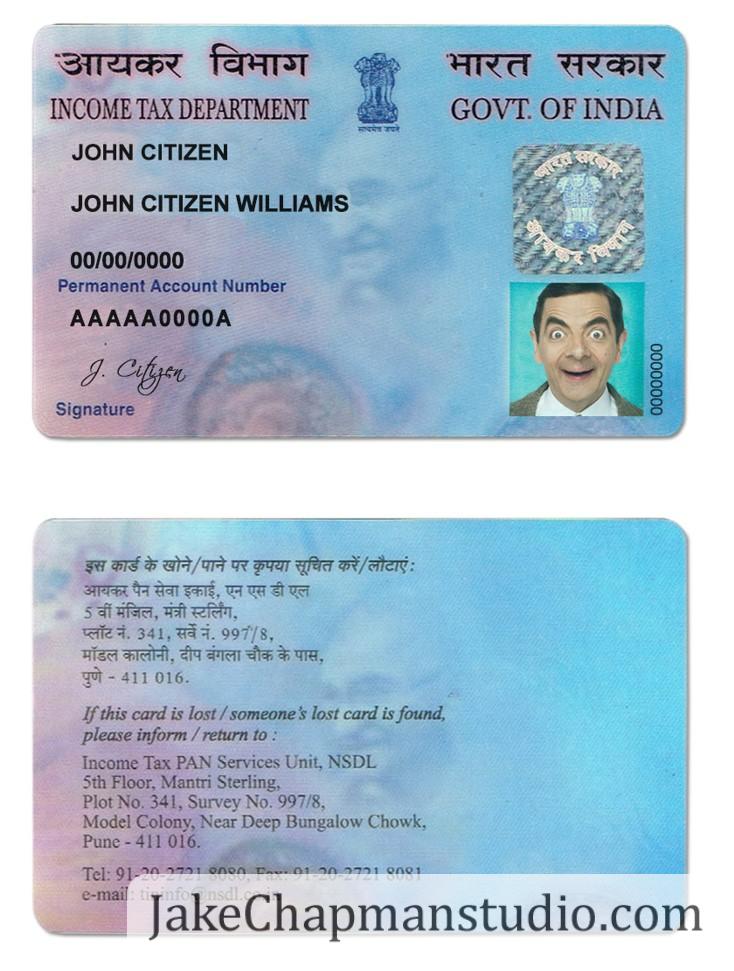 आयकर विभाग
भारत सरकार
INCOME TAX DEPARTMENT
GOVT. OF INDIA
सत्यमेव जयते
JOHN CITIZEN
JOHN CITIZEN WILLIAMS
00/00/0000
Permanent Account Number
AAAAA0000A
J. Citizen
Signature
भारत सरकार
आयकर विभाग
00000000
इस कार्ड के खोने/पाने पर कृपया सूचित करें/लौटाएं:
आयकर पैन सेवा इकाई, एन एस डी एल
5 वीं मंजिल, मंत्री स्टर्लिंग,
प्लॉट नं. 341, सर्वे नं. 997/8,
मॉडल कालोनी, दीप बंगला चौक के पास,
पुणे - 411 016.
If this card is lost / someone's lost card is found,
please inform / return to :
Income Tax PAN Services Unit, NSDL
5th Floor, Mantri Sterling,
Plot No. 341, Survey No. 997/8,
Model Colony, Near Deep Bungalow Chowk,
Pune - 411 016.
Tel: 91-20-2721 8080, Fax: 91-20-2721 8081
e-mail: tininfo@nsdl.co.in
JakeChapmanstudio.com